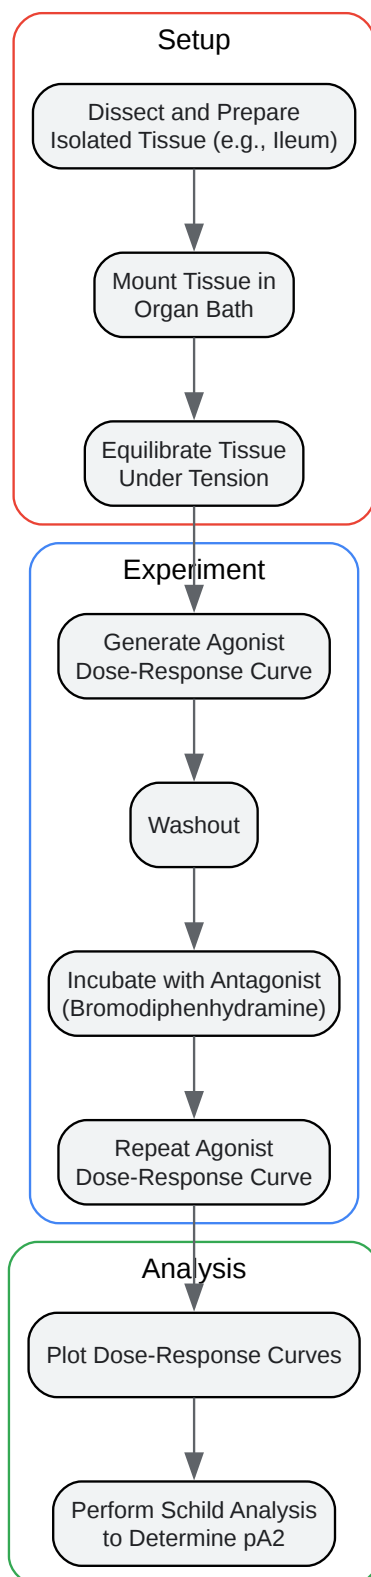 Setup
Dissect and Prepare
Isolated Tissue (e.g., Ileum)
Mount Tissue in
Organ Bath
Equilibrate Tissue
Under Tension
Experiment
Generate Agonist
Dose-Response Curve
Washout
Incubate with Antagonist
(Bromodiphenhydramine)
Repeat Agonist
Dose-Response Curve
Analysis
Plot Dose-Response Curves
Perform Schild Analysis
to Determine pA2